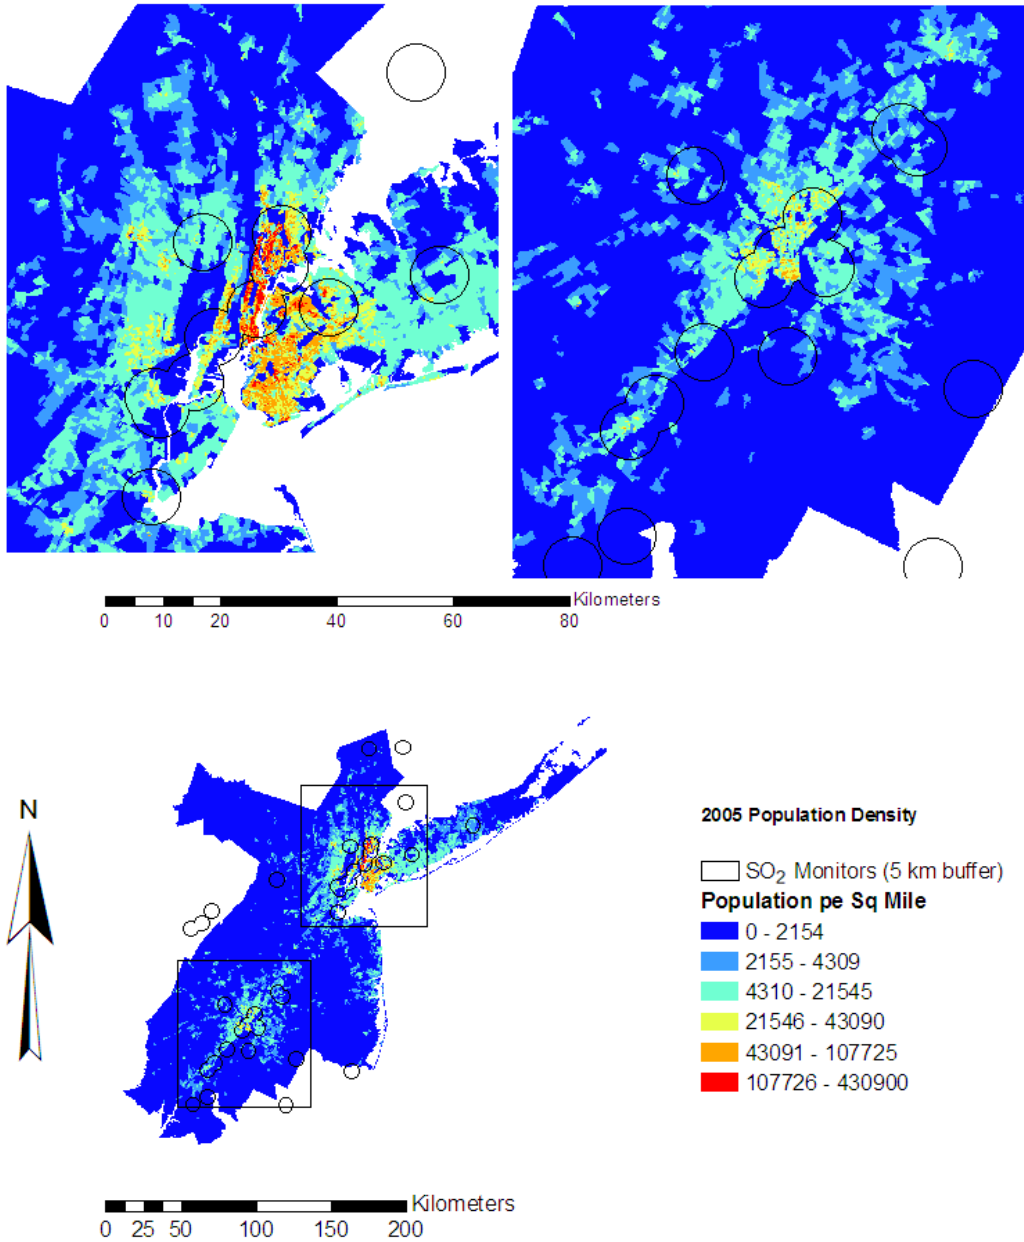 Kilometers
0 10 20 40 60 80
N
2005 Population Density
SO2 Monitors (5 km buffer)
Population pe Sq Mile
0 - 2154
2155 - 4309
4310 - 21545
21546 - 43090
43091 - 107725
107726 - 430900
Kilometers
0 25 50 100 150 200